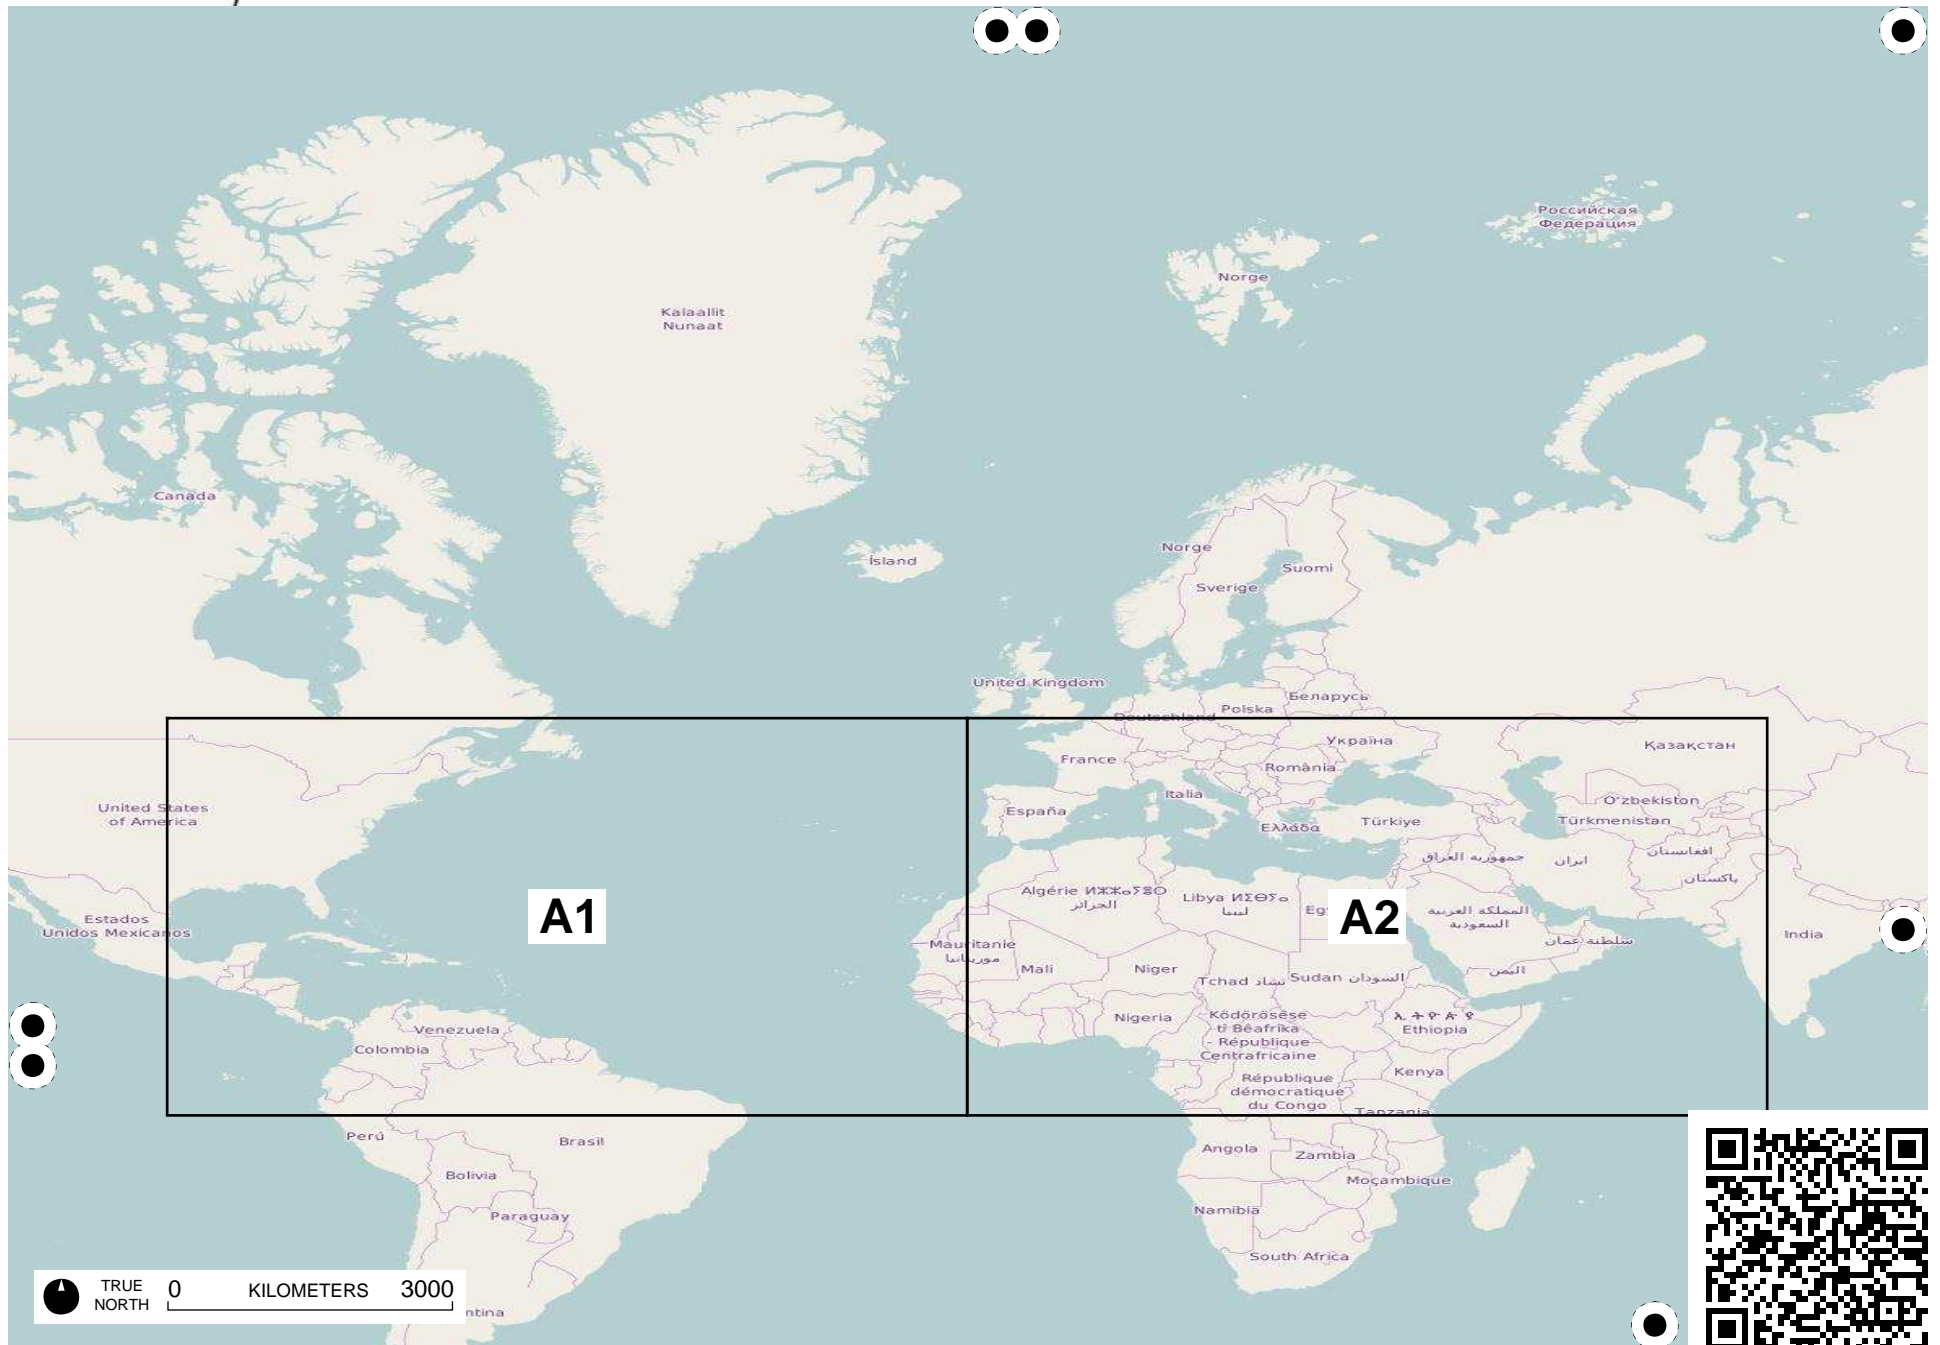 Российская
Федерация
Norge
Kalaallit
Nunaat
Canada
Norge
Ísland
Suomi
Sverige
United Kingdom
Беларусь
Polska
Deutschland
Україна
Қазақстан
France
România
Italia
O'zbekiston
United States
of America
España
Türkiye
Türkmenistan
Ελλάδα
جمهورية العراق
ایران
افغانستان
پاکستان
Algérie ⵍⵣⵣⴰⵢⴻⵔ
الجزائر
Libya ⵍⵉⴱⵢⴰ
ليبيا
Eg
A1
A2
المملكة العربية
السعودية
Estados
Unidos Mexicanos
India
سلطنة عمان
Mauritanie
موريتانيا
Mali
Niger
اليمن
Tchad تشاد
Sudan السودان
Nigeria
Ködörösêse
tî Bêafrîka
- République
Centrafricaine
Ethiopia
Venezuela
Colombia
Kenya
République
démocratique
du Congo
Tanzania
Perú
Brasil
Angola
Zambia
Bolivia
Moçambique
Paraguay
Namibia
South Africa
TRUE
NORTH
0 KILOMETERS 3000
ntina